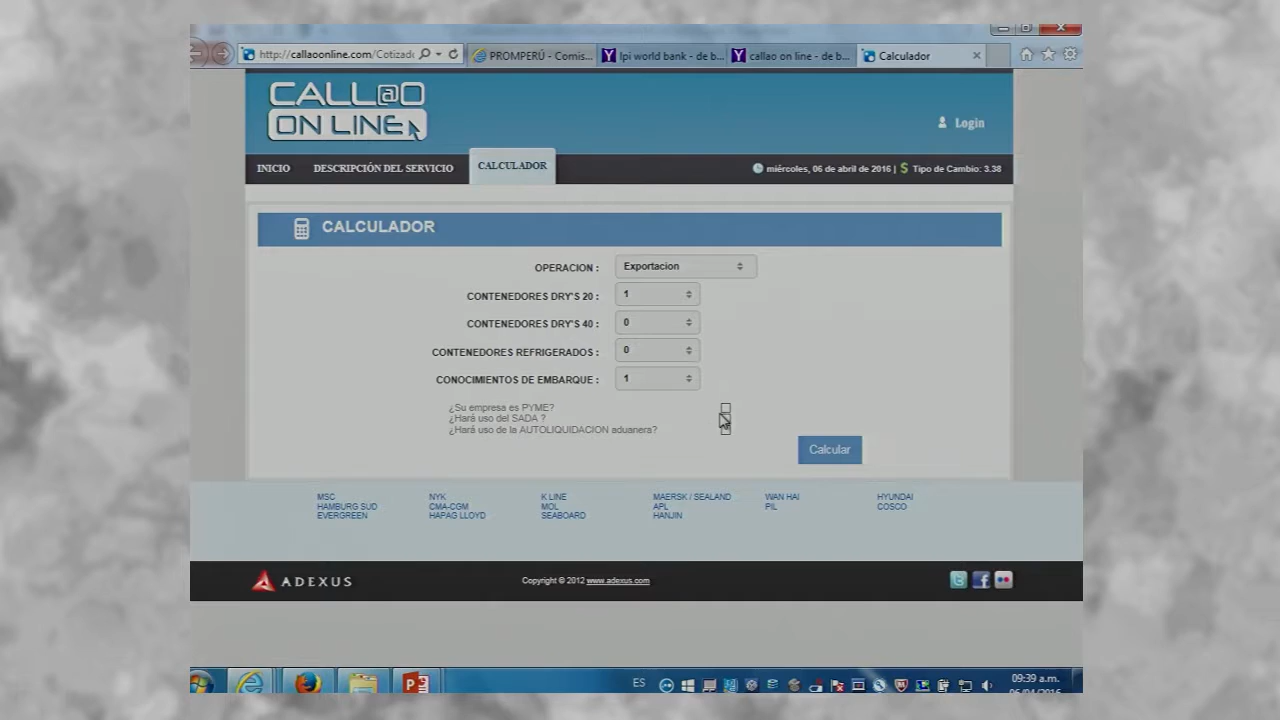 http://callaoonline.com/Cotizado
PROMPERÚ - Comis...
lpi world bank - de b...
callao on line - de b...
Calculador
CALL@O
ON LINE
Login
INICIO
DESCRIPCIÓN DEL SERVICIO
CALCULADOR
miércoles, 06 de abril de 2016 | $ Tipo de Cambio: 3.38
CALCULADOR
OPERACION : Exportacion
CONTENEDORES DRY'S 20 : 1
CONTENEDORES DRY'S 40 : 0
CONTENEDORES REFRIGERADOS : 0
CONOCIMIENTOS DE EMBARQUE : 1
¿Su empresa es PYME?
¿Hará uso del SADA ?
¿Hará uso de la AUTOLIQUIDACION aduanera?
Calcular
MSC NYK K LINE MAERSK / SEALAND WAN HAI HYUNDAI
HAMBURG SUD CMA-CGM MOL APL PIL COSCO
EVERGREEN HAPAG LLOYD SEABOARD HANJIN
ADEXUS
Copyright © 2012 www.adexus.com
ES
09:39 a.m.
06/04/2016